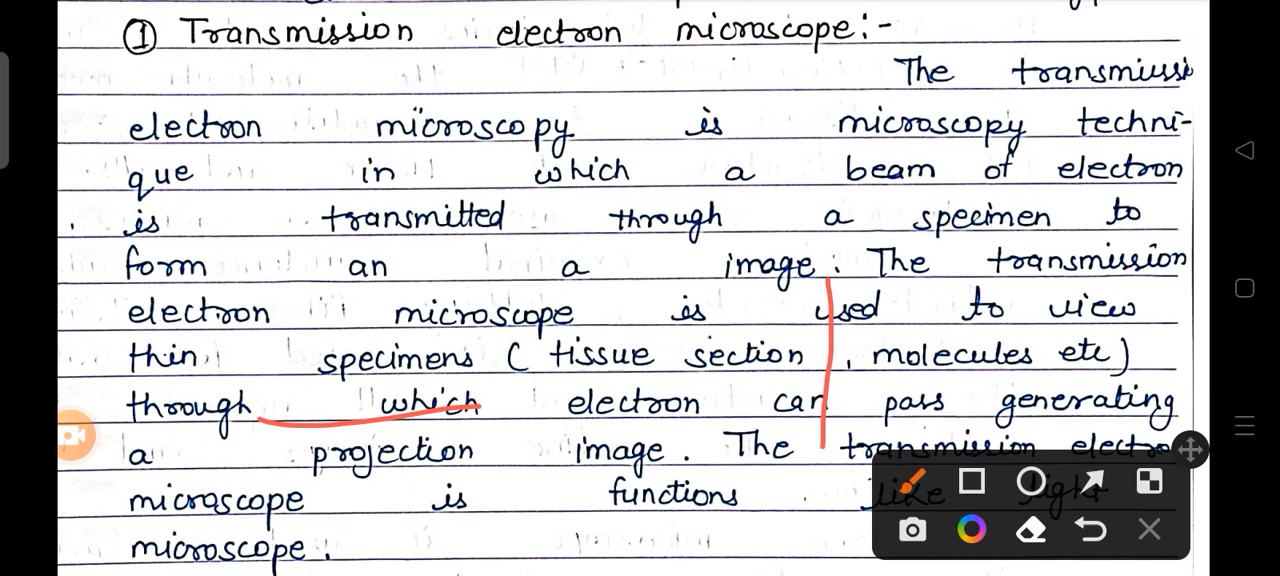 ① Transmission electron microscope:-
The transmissi
electron microscopy is microscopy techni-
que in which a beam of electron
is transmitted through a specimen to
form an a image. The transmission
electron microscope is used to view
thin specimens ( tissue section , molecules etc)
through which electron can pass generating
a projection image. The transmission electro
microscope is functions like light
microscope.